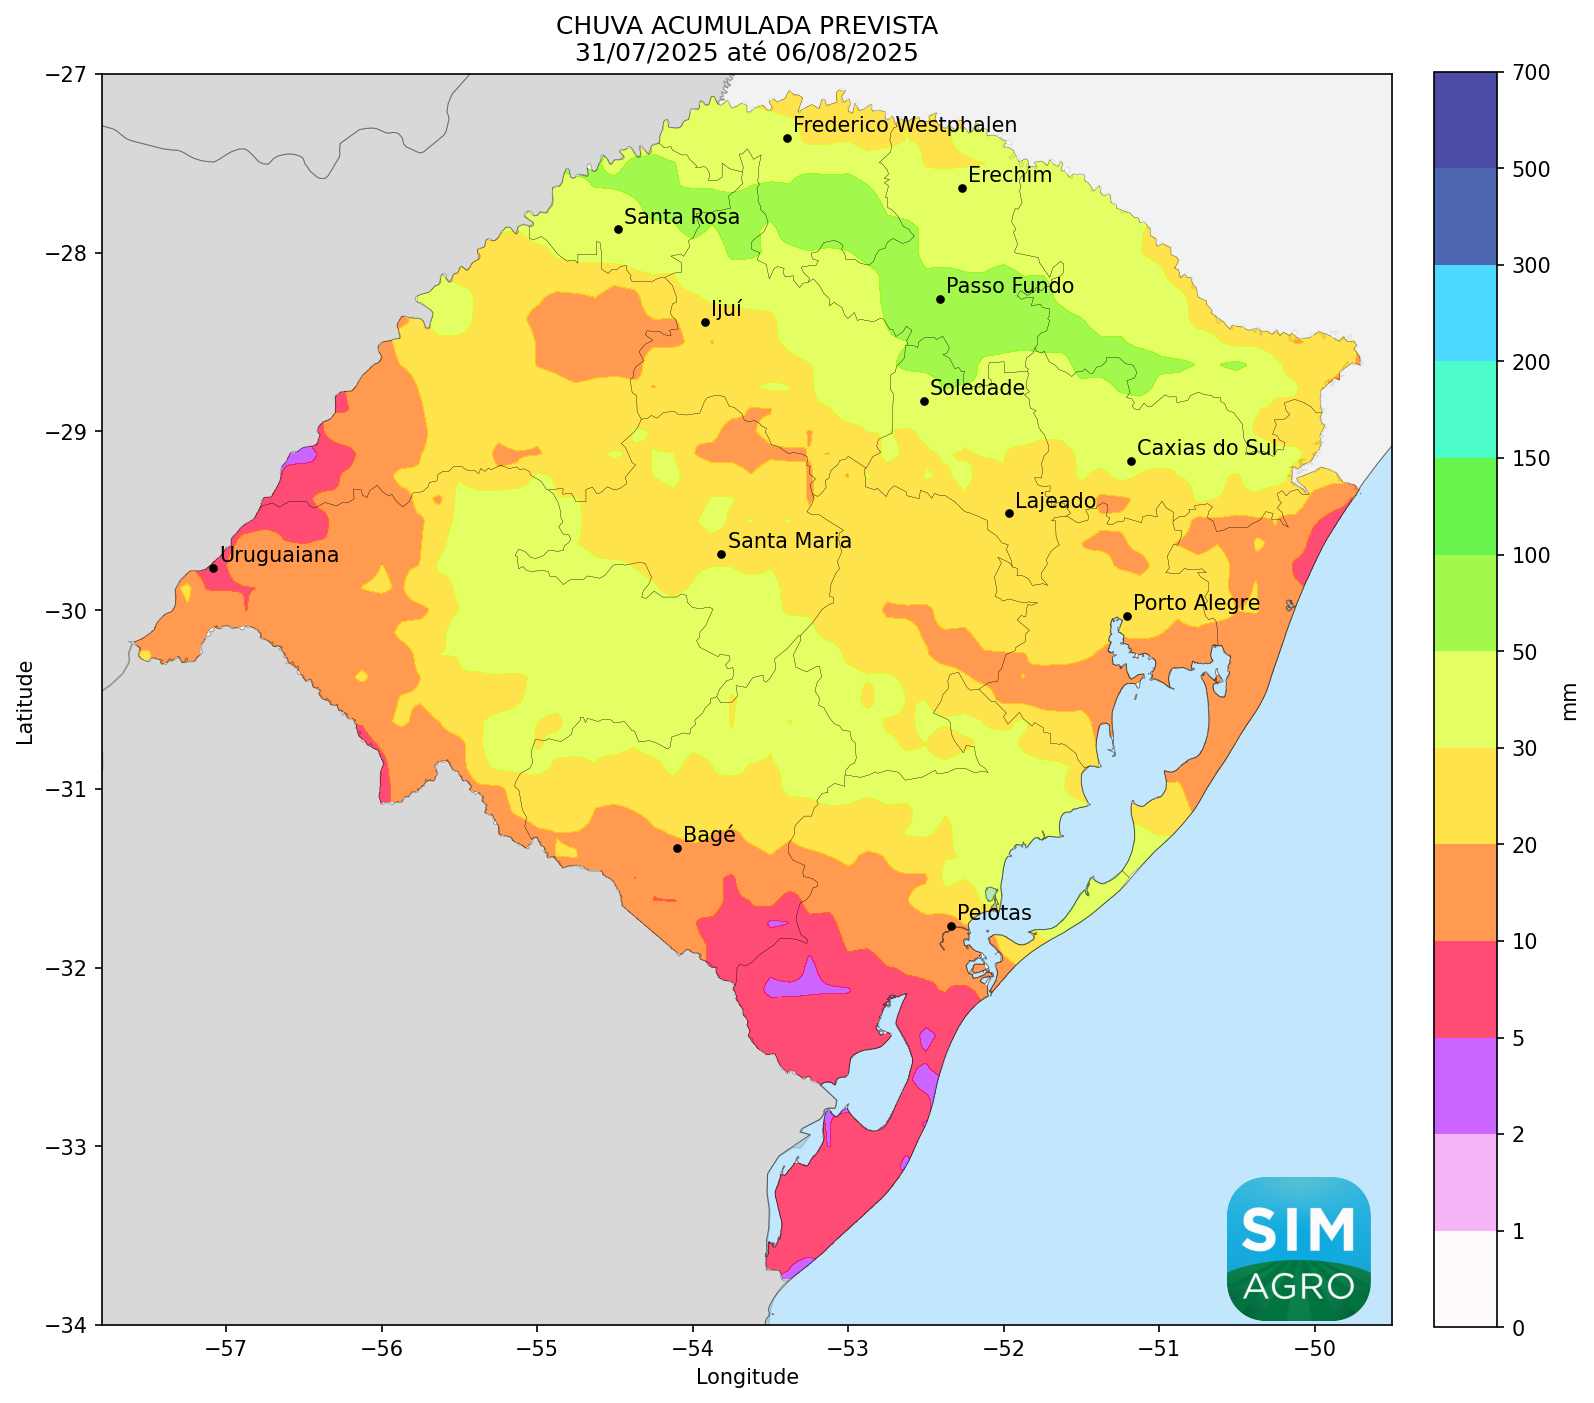 CHUVA ACUMULADA PREVISTA
31/07/2025 até 06/08/2025
−27
−28
−29
−30
−31
−32
−33
−34
Latitude
Frederico Westphalen
Erechim
Santa Rosa
Passo Fundo
Ijuí
Soledade
Caxias do Sul
Lajeado
Santa Maria
Uruguaiana
Porto Alegre
Bagé
Pelotas
SIM
AGRO
−57
−56
−55
−54
−53
−52
−51
−50
Longitude
700
500
300
200
150
100
50
30
20
10
5
2
1
0
mm